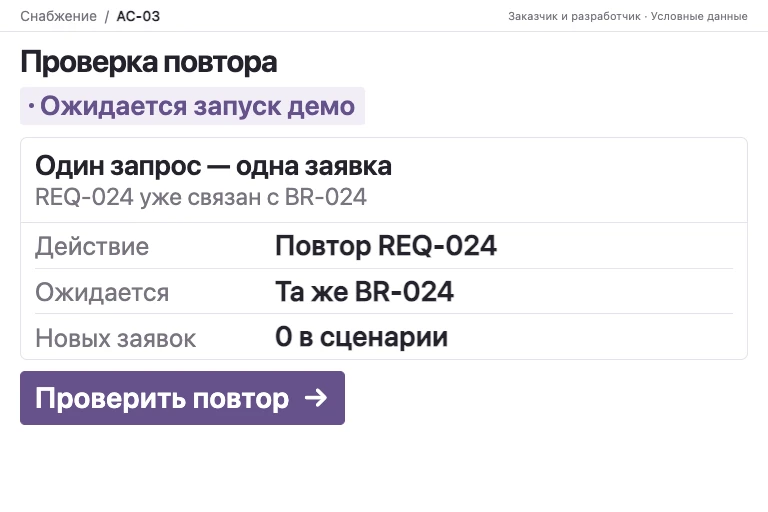 Снабжение / АС-03
Заказчик и разработчик · Условные данные
Проверка повтора
· Ожидается запуск демо
Один запрос — одна заявка
REQ-024 уже связан с BR-024
Действие Повтор REQ-024
Ожидается Та же BR-024
Новых заявок 0 в сценарии
Проверить повтор →